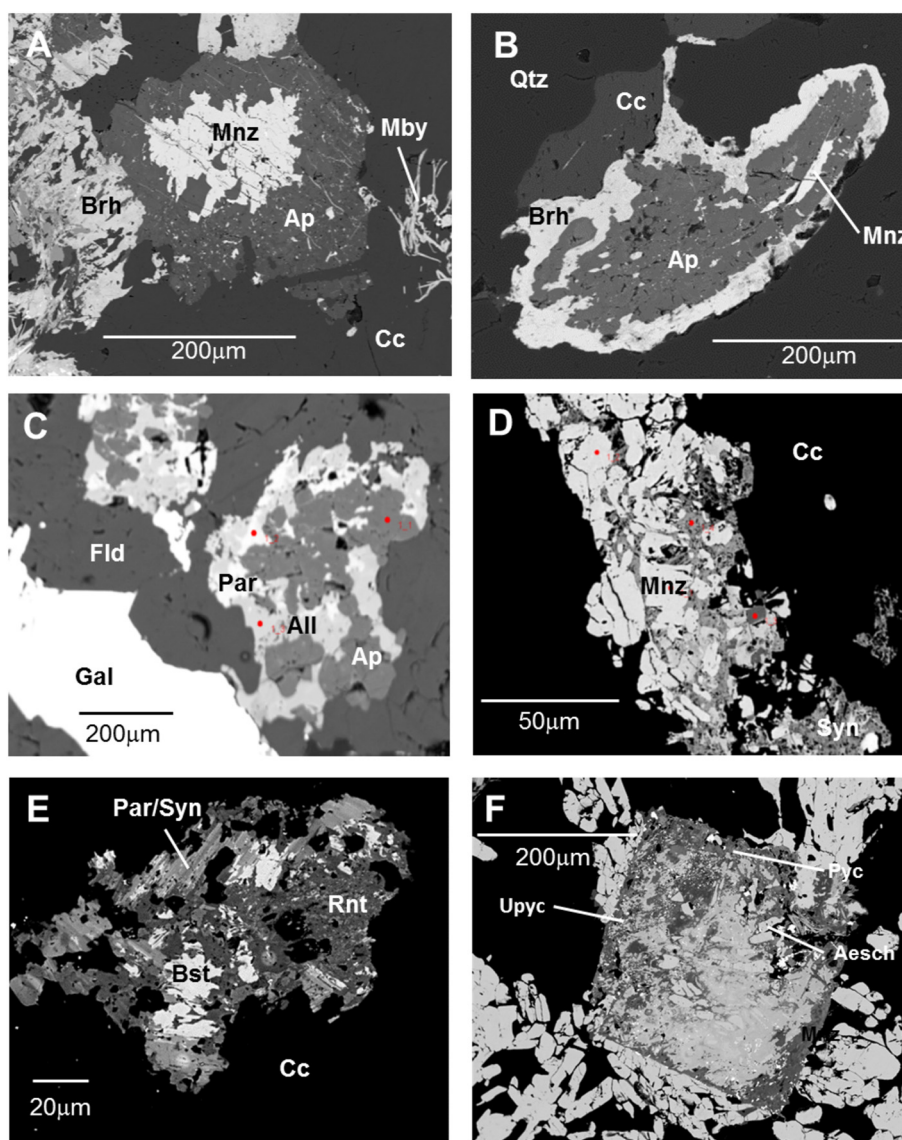 A
Mnz
Mby
Brh
Ap
200µm
Cc
B
Qtz
Cc
Brh
Ap
Mnz
200µm
C
Fld
Par
All
Gal
Ap
200µm
D
Cc
Mnz
50µm
Syn
E
Par/Syn
Rnt
Bst
Cc
20µm
F
200µm
Pyc
Upyc
Aesch
Mnz